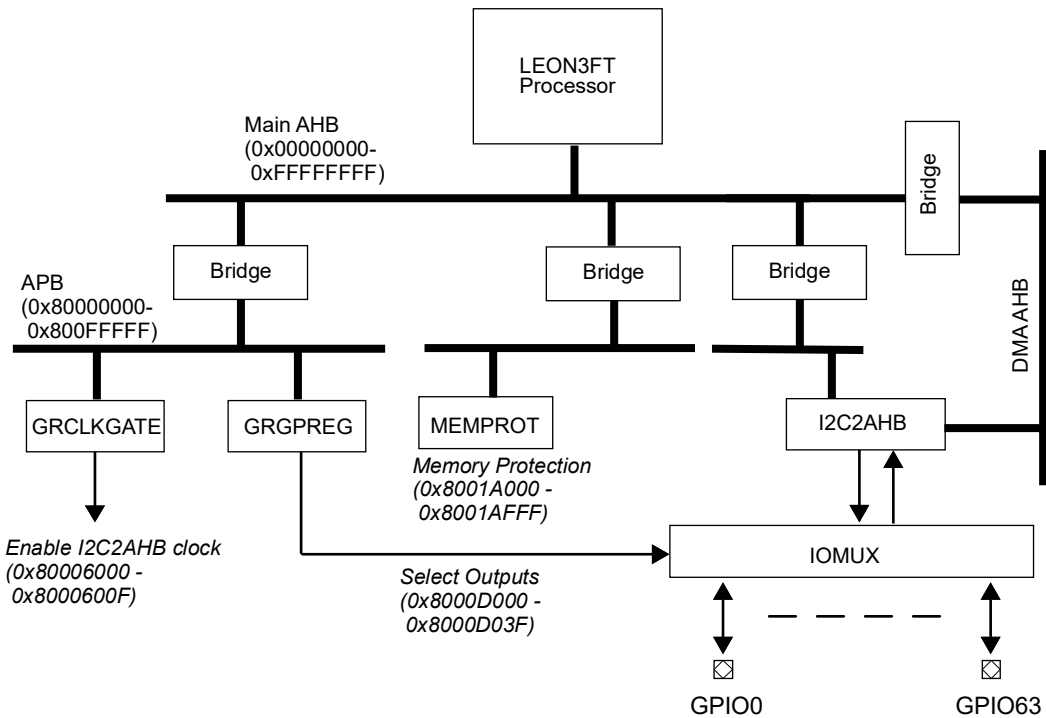 LEON3FT
Processor
Main AHB
(0x00000000-
0xFFFFFFFF)
Bridge
Bridge
Bridge
Bridge
APB
(0x80000000-
0x800FFFFF)
DMA AHB
GRCLKGATE
GRGPREG
MEMPROT
I2C2AHB
Memory Protection
(0x8001A000 -
0x8001AFFF)
Enable I2C2AHB clock
(0x80006000 -
0x8000600F)
IOMUX
Select Outputs
(0x8000D000 -
0x8000D03F)
GPIO0
GPIO63